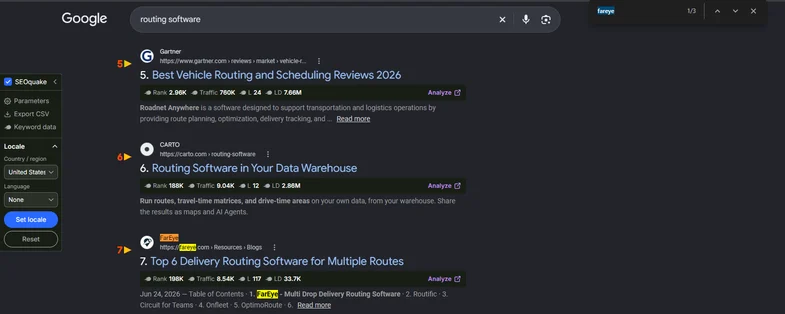 Google
routing software
fareye
1/3
SEOquake
Parameters
Export CSV
Keyword data
Locale
Country / region
United States
Language
None
Set locale
Reset
5
Gartner
https://www.gartner.com › reviews › market › vehicle-r...
5. Best Vehicle Routing and Scheduling Reviews 2026
Rank 2.96K Traffic 760K L 24 LD 7.66M Analyze
Roadnet Anywhere is a software designed to support transportation and logistics operations by
providing route planning, optimization, delivery tracking, and ... Read more
6
CARTO
https://carto.com › routing-software
6. Routing Software in Your Data Warehouse
Rank 188K Traffic 9.04K L 12 LD 2.86M Analyze
Run routes, travel-time matrices, and drive-time areas on your own data, from your warehouse. Share
the results as maps and AI Agents.
7
FarEye
https://fareye.com › Resources › Blogs
7. Top 6 Delivery Routing Software for Multiple Routes
Rank 198K Traffic 8.54K L 117 LD 33.7K Analyze
Jun 24, 2026 — Table of Contents · 1. FarEye - Multi Drop Delivery Routing Software · 2. Routific · 3.
Circuit for Teams · 4. Onfleet · 5. OptimoRoute · 6. Read more